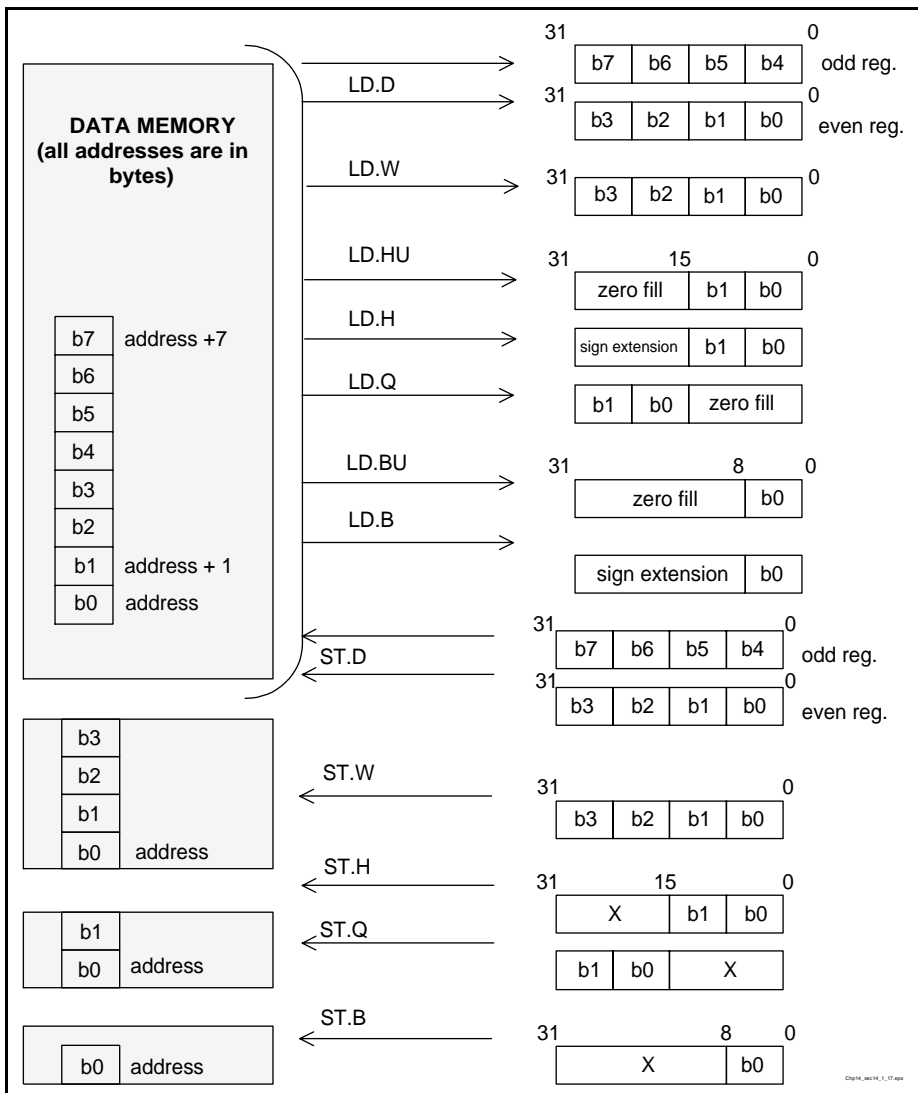 31 0
b7 b6 b5 b4 odd reg.
LD.D
31 0
DATA MEMORY
(all addresses are in
bytes)
b3 b2 b1 b0 even reg.
LD.W
31 0
b3 b2 b1 b0
LD.HU
31 15 0
zero fill b1 b0
b7 address +7
LD.H
sign extension b1 b0
b6
LD.Q
b5
b1 b0 zero fill
b4
LD.BU
31 8 0
b3
zero fill b0
b2
LD.B
b1 address + 1
sign extension b0
b0 address
31 0
b7 b6 b5 b4 odd reg.
ST.D
31 0
b3 b2 b1 b0 even reg.
b3
b2
ST.W
31 0
b1
b3 b2 b1 b0
b0 address
ST.H
31 15 0
X b1 b0
b1
ST.Q
b0 address
b1 b0 X
ST.B
31 8 0
b0 address
X b0
Chp14_sec14_1_17.eps